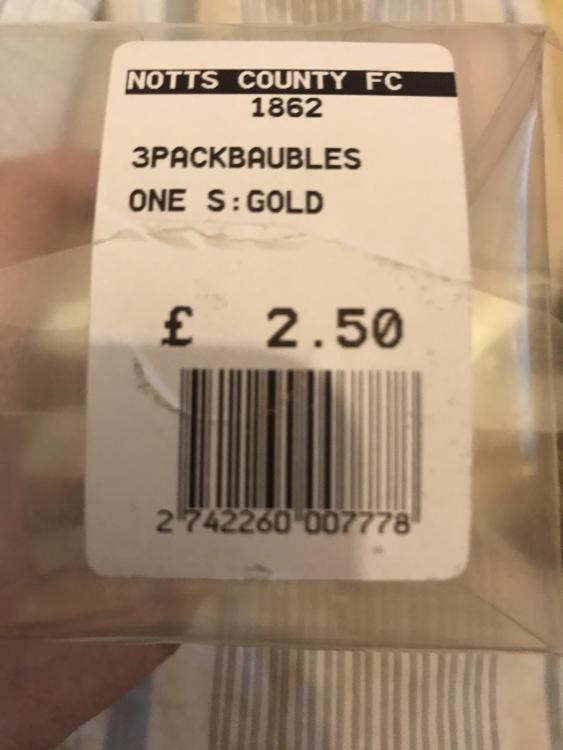 NOTTS COUNTY FC
1862
3PACKBAUBLES
ONE S:GOLD
£ 2.50
2 742260 007778